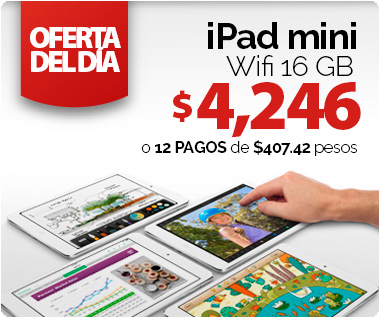 OFERTA
DEL DÍA
iPad mini
Wifi 16 GB
$4,246
o 12 PAGOS de $407.42 pesos